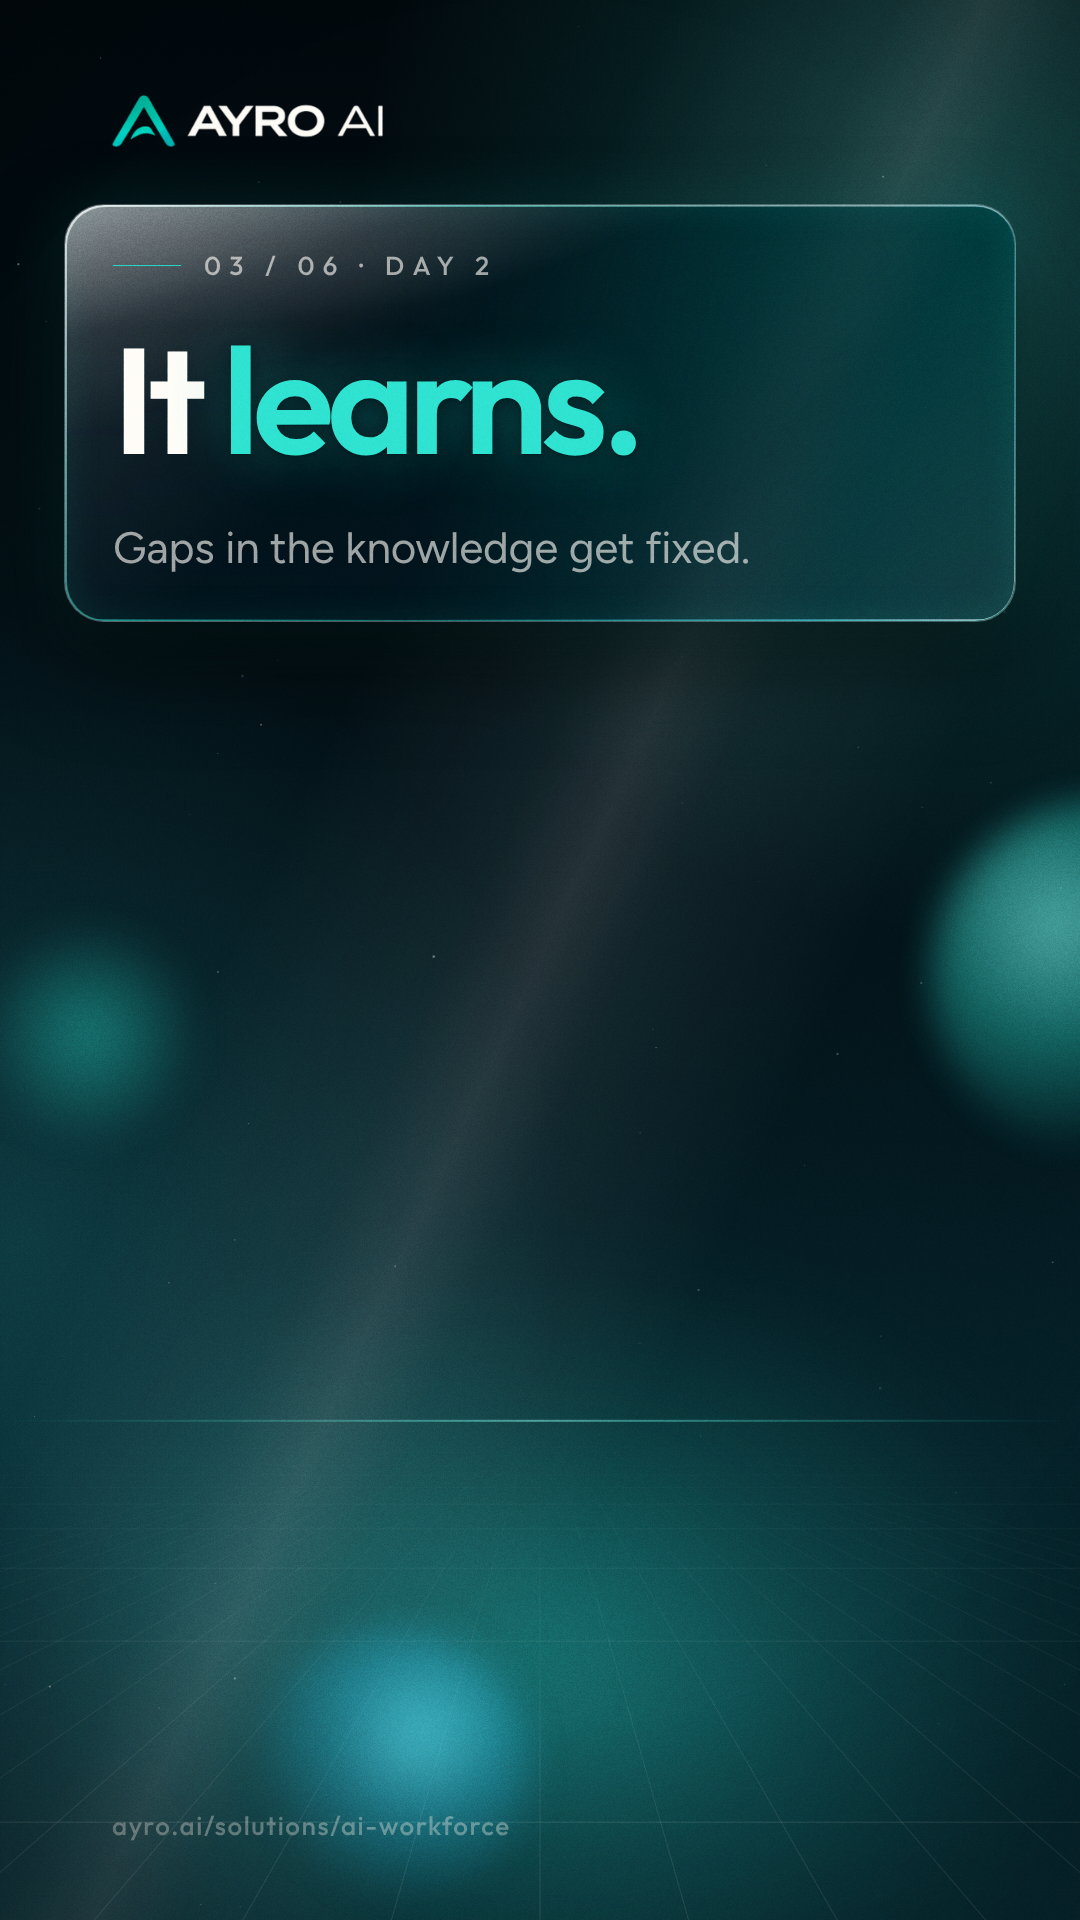 AYRO AI
03 / 06 · DAY 2
It learns.
Gaps in the knowledge get fixed.
ayro.ai/solutions/ai-workforce